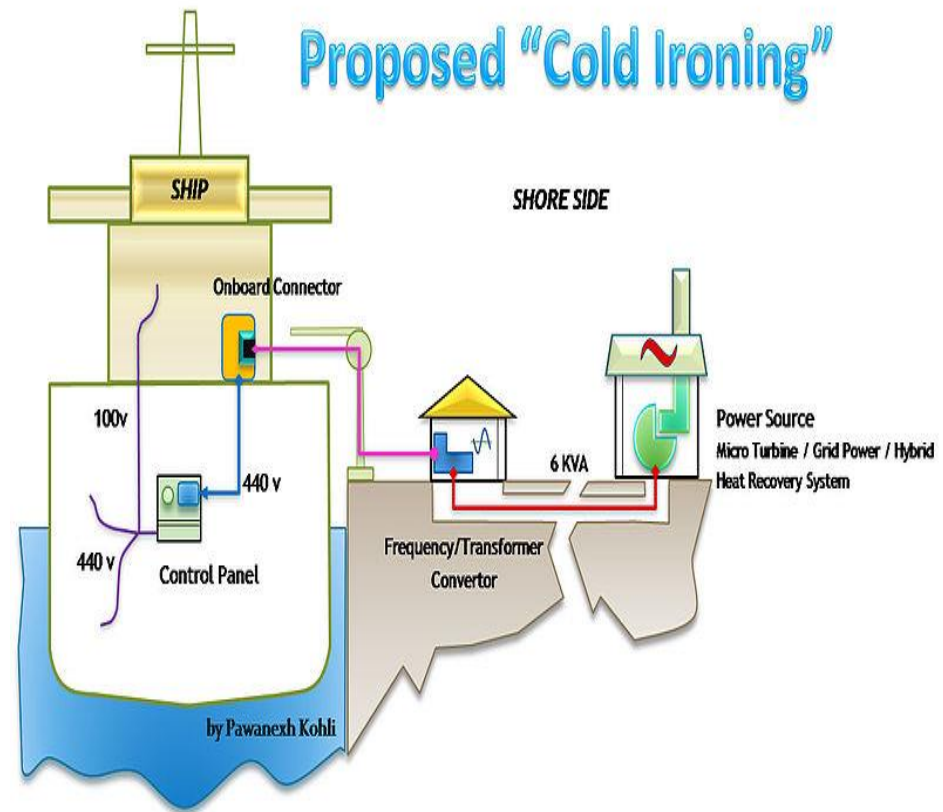 Proposed “Cold Ironing”
SHIP
SHORE SIDE
Onboard Connector
100v
440 v
440 v
Control Panel
6 KVA
Power Source
Micro Turbine / Grid Power / Hybrid
Heat Recovery System
Frequency/Transformer
Convertor
by Pawanexh Kohli